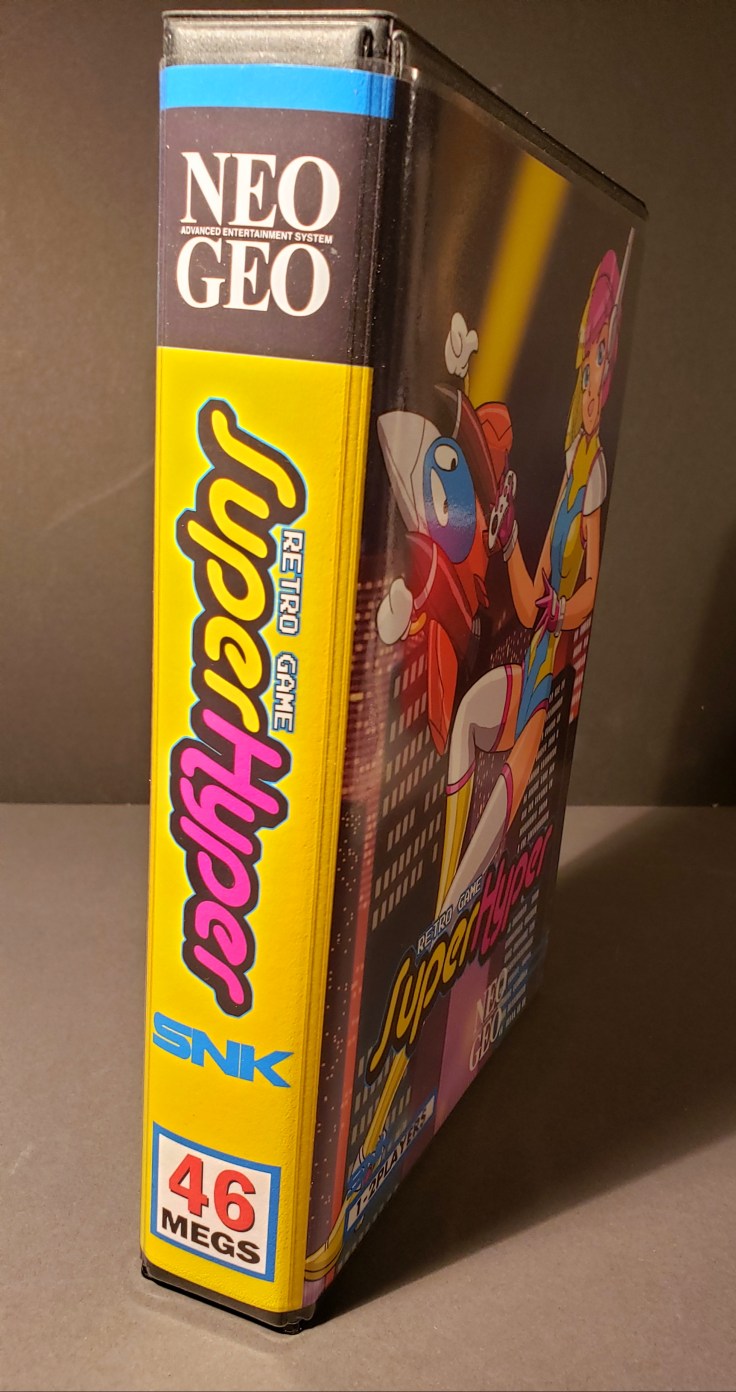 NEO
ADVANCED ENTERTAINMENT SYSTEM
GEO
SuperHyper
RETRO GAME
SNK
46
MEGS
RETRO GAME
SuperHyper
NEO
GEO
1-2 PLAYERS